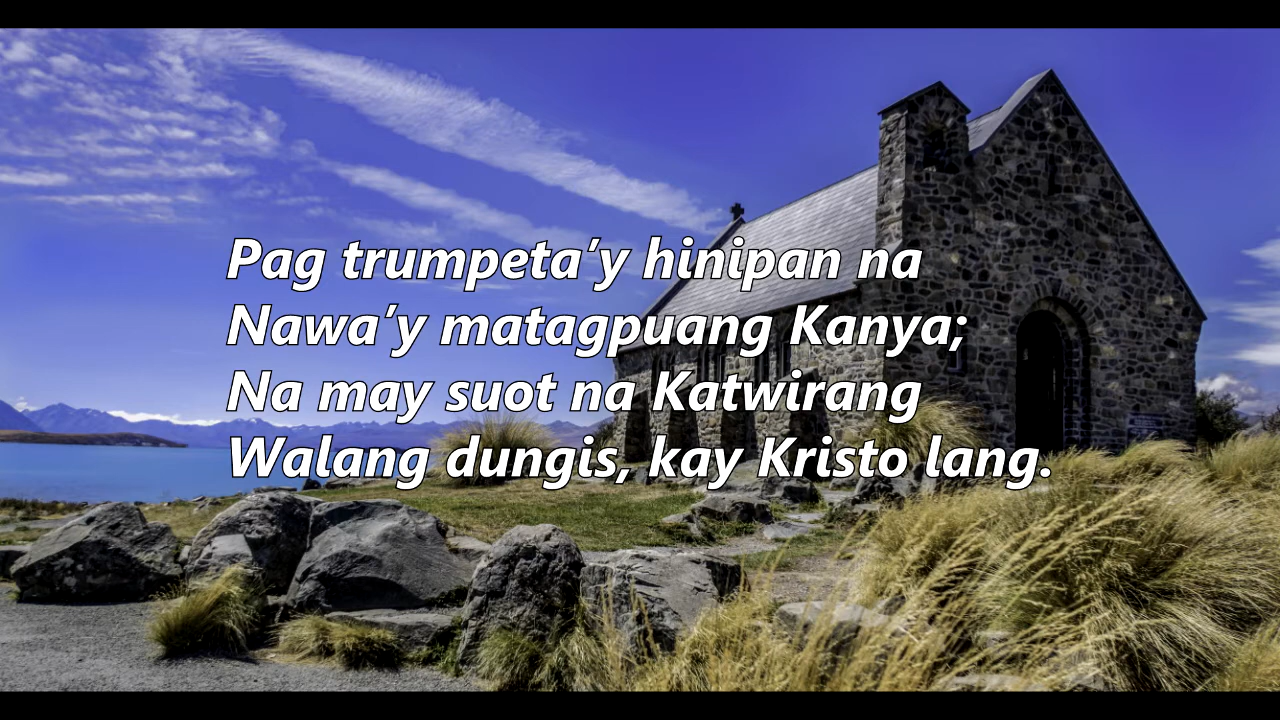 Pag trumpeta’y hinipan na
Nawa’y matagpuang Kanya;
Na may suot na Katwirang
Walang dungis, kay Kristo lang.